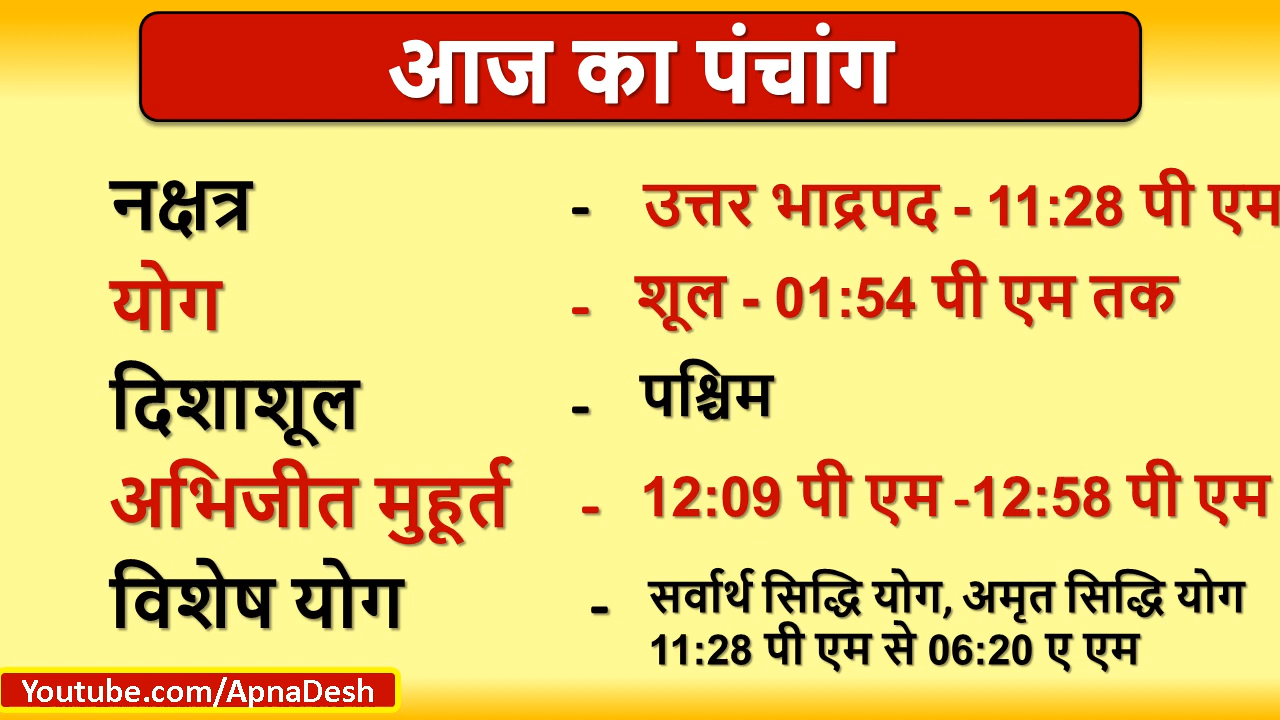 आज का पंचांग
नक्षत्र - उत्तर भाद्रपद - 11:28 पी एम
योग - शूल - 01:54 पी एम तक
दिशाशूल - पश्चिम
अभिजीत मुहूर्त - 12:09 पी एम -12:58 पी एम
विशेष योग - सर्वार्थ सिद्धि योग, अमृत सिद्धि योग
11:28 पी एम से 06:20 ए एम
Youtube.com/ApnaDesh